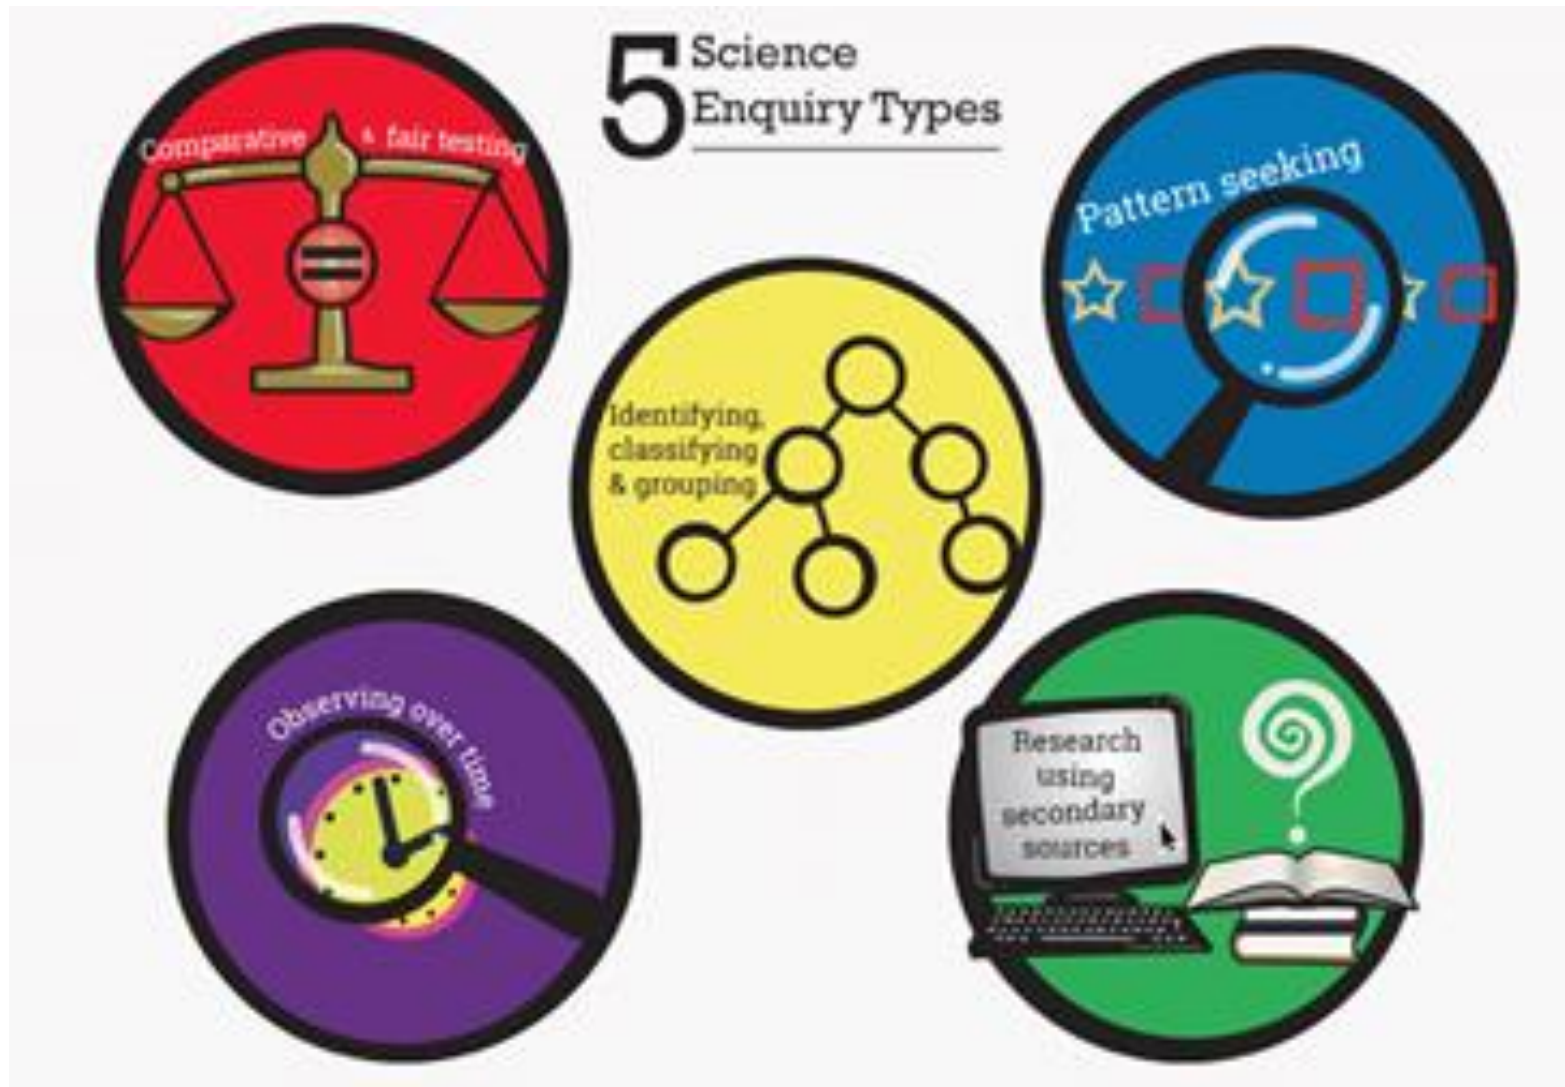 5 Science
Enquiry Types
Comparative & fair testing
Pattern seeking
Identifying,
classifying
& grouping
Observing over time
Research
using
secondary
sources